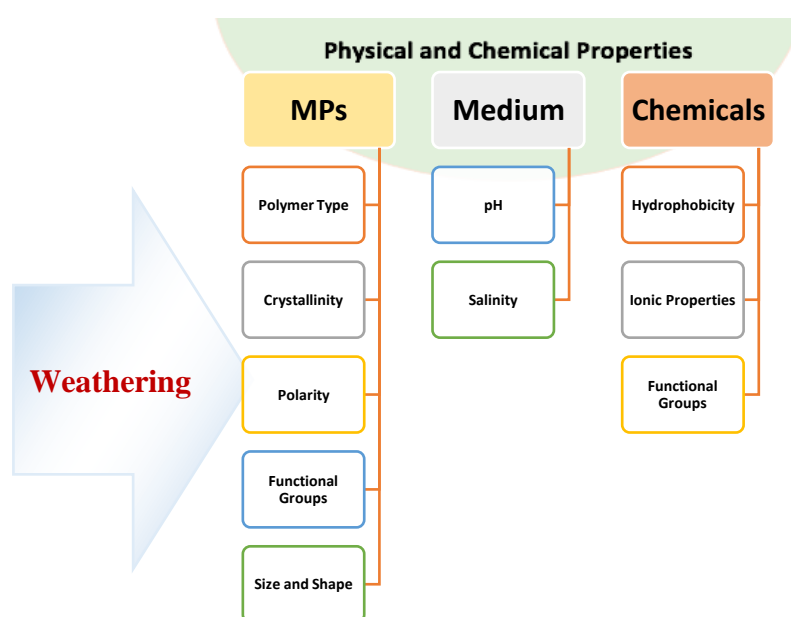 Physical and Chemical Properties
MPs
Medium
Chemicals
Polymer Type
pH
Hydrophobicity
Crystallinity
Salinity
Ionic Properties
Weathering
Polarity
Functional
Groups
Functional
Groups
Size and Shape